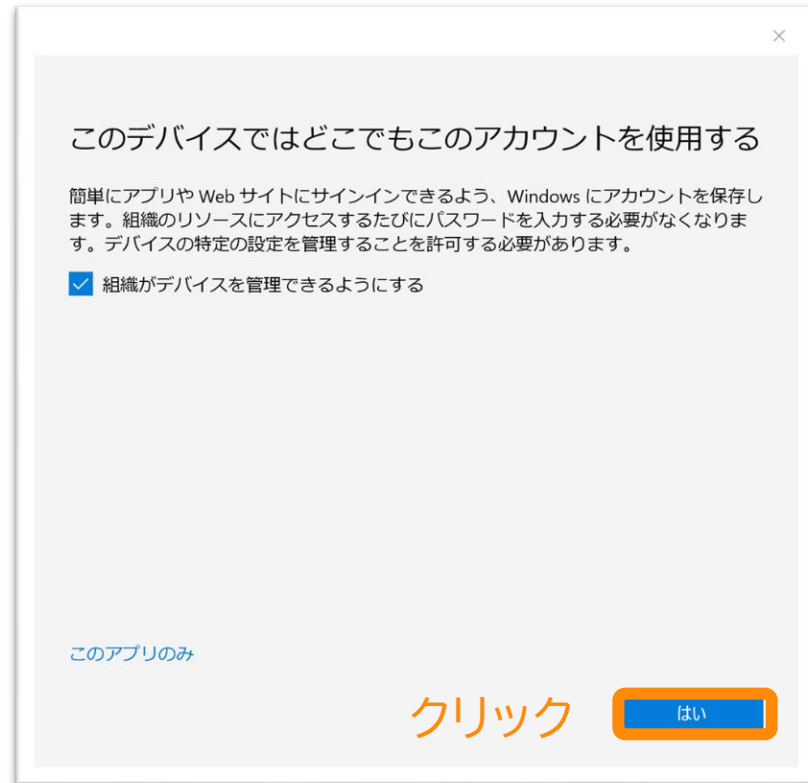 このデバイスではどこでもこのアカウントを使用する
簡単にアプリや Web サイトにサインインできるよう、Windows にアカウントを保存し
ます。組織のリソースにアクセスするたびにパスワードを入力する必要がなくなりま
す。デバイスの特定の設定を管理することを許可する必要があります。
組織がデバイスを管理できるようにする
このアプリのみ
クリック はい